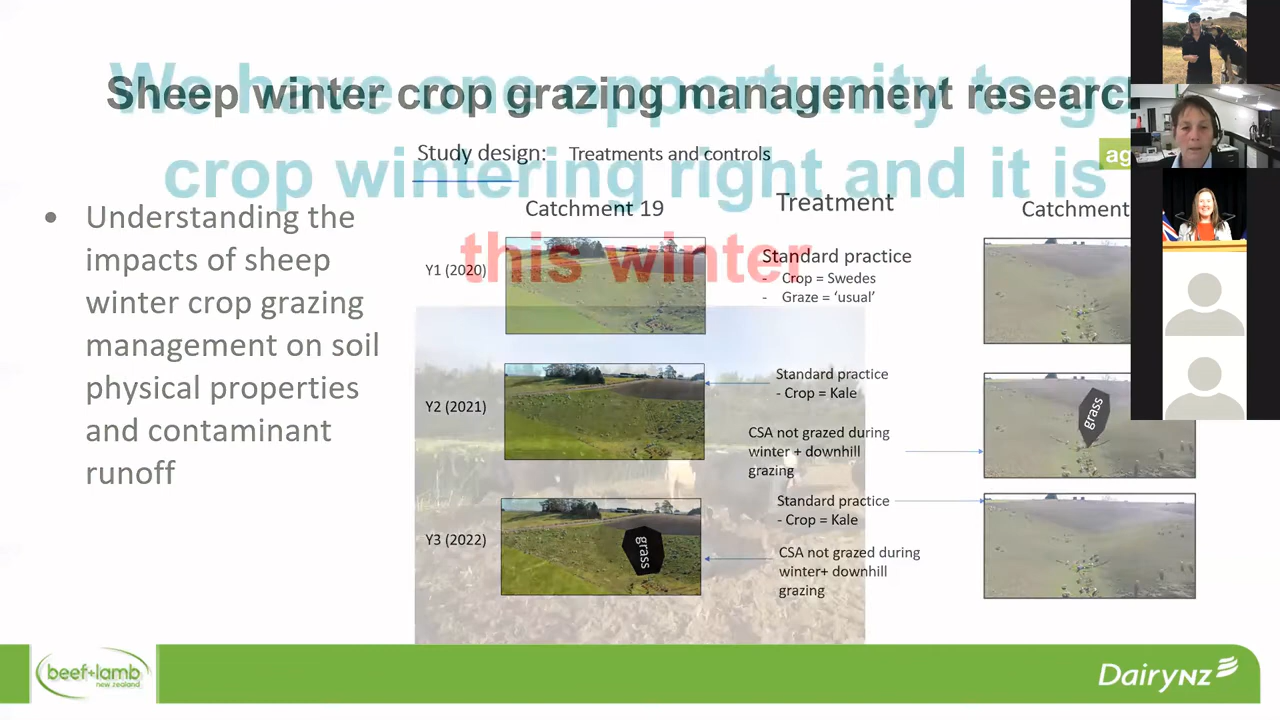 We have one opportunity to ge
Sheep winter crop grazing management researc
Study design: Treatments and controls
ag
crop wintering right and it is
Catchment 19
Treatment
Catchment
• Understanding the
impacts of sheep
winter crop grazing
management on soil
physical properties
and contaminant
runoff
this winter
Y1 (2020)
Standard practice
- Crop = Swedes
- Graze = ‘usual’
Y2 (2021)
Standard practice
- Crop = Kale
grass
CSA not grazed during
winter + downhill
grazing
Y3 (2022)
grass
Standard practice
- Crop = Kale
CSA not grazed during
winter+ downhill
grazing
beef+lamb
new zealand
DairyNZ